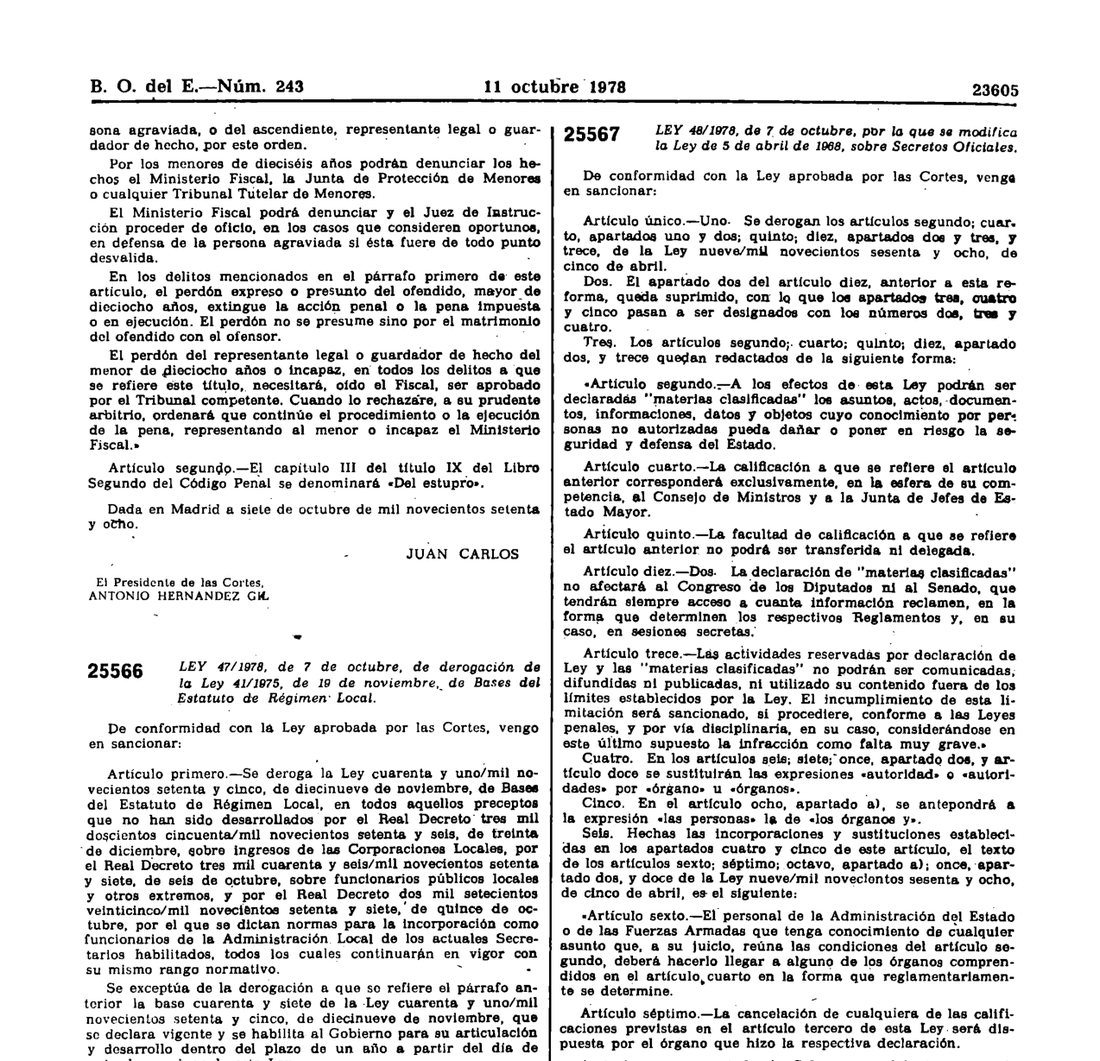 B. O. del E.—Núm. 243
11 octubre 1978
23605
sona agraviada, o del ascendiente, representante legal o guar-
dador de hecho, por este orden.
Por los menores de dieciséis años podrán denunciar los he-
chos el Ministerio Fiscal, la Junta de Protección de Menores
o cualquier Tribunal Tutelar de Menores.
El Ministerio Fiscal podrá denunciar y el Juez de Instruc-
ción proceder de oficio, en los casos que consideren oportunos,
en defensa de la persona agraviada si ésta fuere de todo punto
desvalida.
En los delitos mencionados en el párrafo primero de este
artículo, el perdón expreso o presunto del ofendido, mayor de
dieciocho años, extingue la acción penal o la pena impuesta
o en ejecución. El perdón no se presume sino por el matrimonio
del ofendido con el ofensor.
El perdón del representante legal o guardador de hecho del
menor de dieciocho años o incapaz, en todos los delitos a que
se refiere este título, necesitará, oído el Fiscal, ser aprobado
por el Tribunal competente. Cuando lo rechazare, a su prudente
arbitrio, ordenará que continúe el procedimiento o la ejecución
de la pena, representando al menor o incapaz el Ministerio
Fiscal.»
Artículo segundo.—El capítulo III del título IX del Libro
Segundo del Código Penal se denominará «Del estupro».
Dada en Madrid a siete de octubre de mil novecientos setenta
y ocho.
JUAN CARLOS
El Presidente de las Cortes,
ANTONIO HERNANDEZ GIL
25566
LEY 47/1978, de 7 de octubre, de derogación de
la Ley 41/1975, de 19 de noviembre, de Bases del
Estatuto de Régimen Local.
De conformidad con la Ley aprobada por las Cortes, vengo
en sancionar:
Artículo primero.—Se deroga la Ley cuarenta y uno/mil no-
vecientos setenta y cinco, de diecinueve de noviembre, de Bases
del Estatuto de Régimen Local, en todos aquellos preceptos
que no han sido desarrollados por el Real Decreto tres mil
doscientos cincuenta/mil novecientos setenta y seis, de treinta
de diciembre, sobre ingresos de las Corporaciones Locales, por
el Real Decreto tres mil cuarenta y seis/mil novecientos setenta
y siete, de seis de octubre, sobre funcionarios públicos locales
y otros extremos, y por el Real Decreto dos mil setecientos
veinticinco/mil novecientos setenta y siete, de quince de oc-
tubre, por el que se dictan normas para la incorporación como
funcionarios de la Administración Local de los actuales Secre-
tarios habilitados, todos los cuales continuarán en vigor con
su mismo rango normativo.
Se exceptúa de la derogación a que se refiere el párrafo an-
terior la base cuarenta y siete de la Ley cuarenta y uno/mil
novecientos setenta y cinco, de diecinueve de noviembre, que
se declara vigente y se habilita al Gobierno para su articulación
y desarrollo dentro del plazo de un año a partir del día de
25567
LEY 48/1978, de 7 de octubre, por la que se modifica
la Ley de 5 de abril de 1968, sobre Secretos Oficiales.
De conformidad con la Ley aprobada por las Cortes, vengo
en sancionar:
Artículo único.—Uno. Se derogan los artículos segundo; cuar-
to, apartados uno y dos; quinto; diez, apartados dos y tres, y
trece, de la Ley nueve/mil novecientos sesenta y ocho, de
cinco de abril.
Dos. El apartado dos del artículo diez, anterior a esta re-
forma, queda suprimido, con lo que los apartados tres, cuatro
y cinco pasan a ser designados con los números dos, tres y
cuatro.
Tres. Los artículos segundo; cuarto; quinto; diez, apartado
dos, y trece quedan redactados de la siguiente forma:
«Artículo segundo.—A los efectos de esta Ley podrán ser
declaradas "materias clasificadas" los asuntos, actos, documen-
tos, informaciones, datos y objetos cuyo conocimiento por per-
sonas no autorizadas pueda dañar o poner en riesgo la se-
guridad y defensa del Estado.
Artículo cuarto.—La calificación a que se refiere el artículo
anterior corresponderá exclusivamente, en la esfera de su com-
petencia, al Consejo de Ministros y a la Junta de Jefes de Es-
tado Mayor.
Artículo quinto.—La facultad de calificación a que se refiere
el artículo anterior no podrá ser transferida ni delegada.
Artículo diez.—Dos. La declaración de "materias clasificadas"
no afectará al Congreso de los Diputados ni al Senado, que
tendrán siempre acceso a cuanta información reclamen, en la
forma que determinen los respectivos Reglamentos y, en su
caso, en sesiones secretas.
Artículo trece.—Las actividades reservadas por declaración de
Ley y las "materias clasificadas" no podrán ser comunicadas,
difundidas ni publicadas, ni utilizado su contenido fuera de los
límites establecidos por la Ley. El incumplimiento de esta li-
mitación será sancionado, si procediere, conforme a las Leyes
penales, y por vía disciplinaria, en su caso, considerándose en
este último supuesto la infracción como falta muy grave.»
Cuatro. En los artículos seis; siete; once, apartado dos, y ar-
tículo doce se sustituirán las expresiones «autoridad» o «autori-
dades» por «órgano» u «órganos».
Cinco. En el artículo ocho, apartado a), se antepondrá a
la expresión «las personas» la de «los órganos y».
Seis. Hechas las incorporaciones y sustituciones estableci-
das en los apartados cuatro y cinco de este artículo, el texto
de los artículos sexto; séptimo; octavo, apartado a); once, apar-
tado dos, y doce de la Ley nueve/mil novecientos sesenta y ocho,
de cinco de abril, es el siguiente:
«Artículo sexto.—El personal de la Administración del Estado
o de las Fuerzas Armadas que tenga conocimiento de cualquier
asunto que, a su juicio, reúna las condiciones del artículo se-
gundo, deberá hacerlo llegar a alguno de los órganos compren-
didos en el artículo cuarto en la forma que reglamentariamen-
te se determine.
Artículo séptimo.—La cancelación de cualquiera de las califi-
caciones previstas en el artículo tercero de esta Ley será dis-
puesta por el órgano que hizo la respectiva declaración.